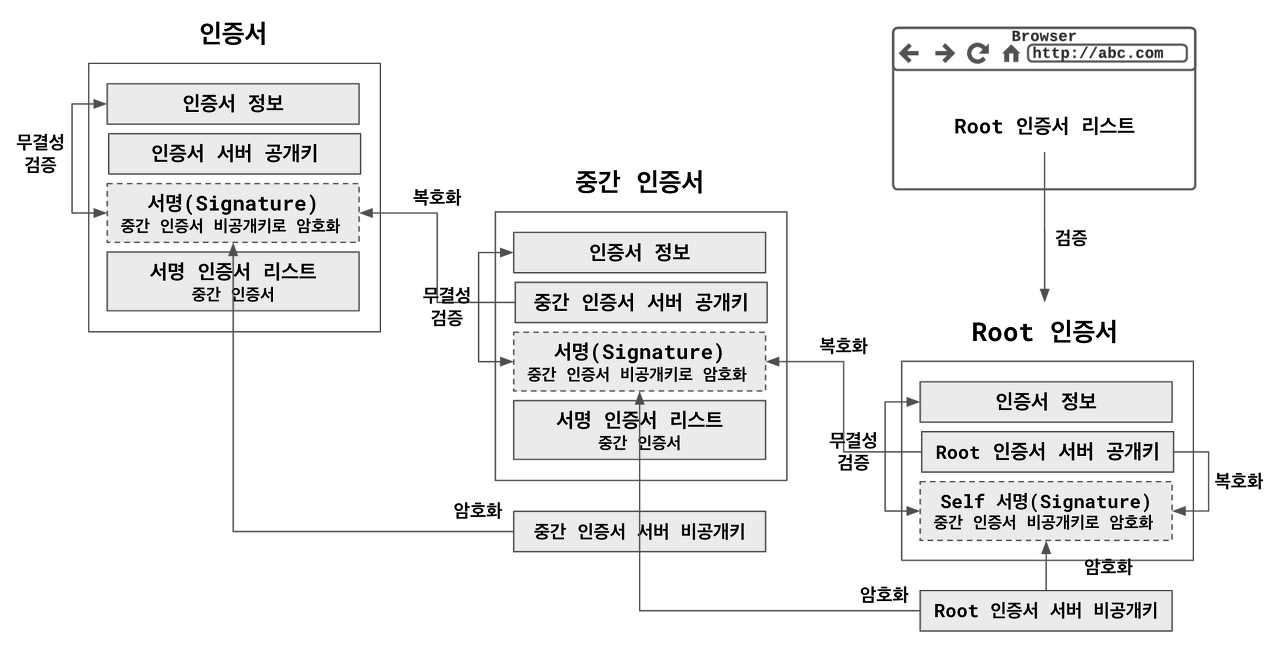 인증서
인증서 정보
인증서 서버 공개키
서명(Signature)
중간 인증서 비공개키로 암호화
서명 인증서 리스트
중간 인증서
무결성
검증
복호화
중간 인증서
인증서 정보
중간 인증서 서버 공개키
서명(Signature)
중간 인증서 비공개키로 암호화
서명 인증서 리스트
중간 인증서
무결성
검증
암호화
중간 인증서 서버 비공개키
복호화
Browser
http://abc.com
Root 인증서 리스트
검증
Root 인증서
인증서 정보
Root 인증서 서버 공개키
Self 서명(Signature)
중간 인증서 비공개키로 암호화
무결성
검증
복호화
암호화
암호화
Root 인증서 서버 비공개키